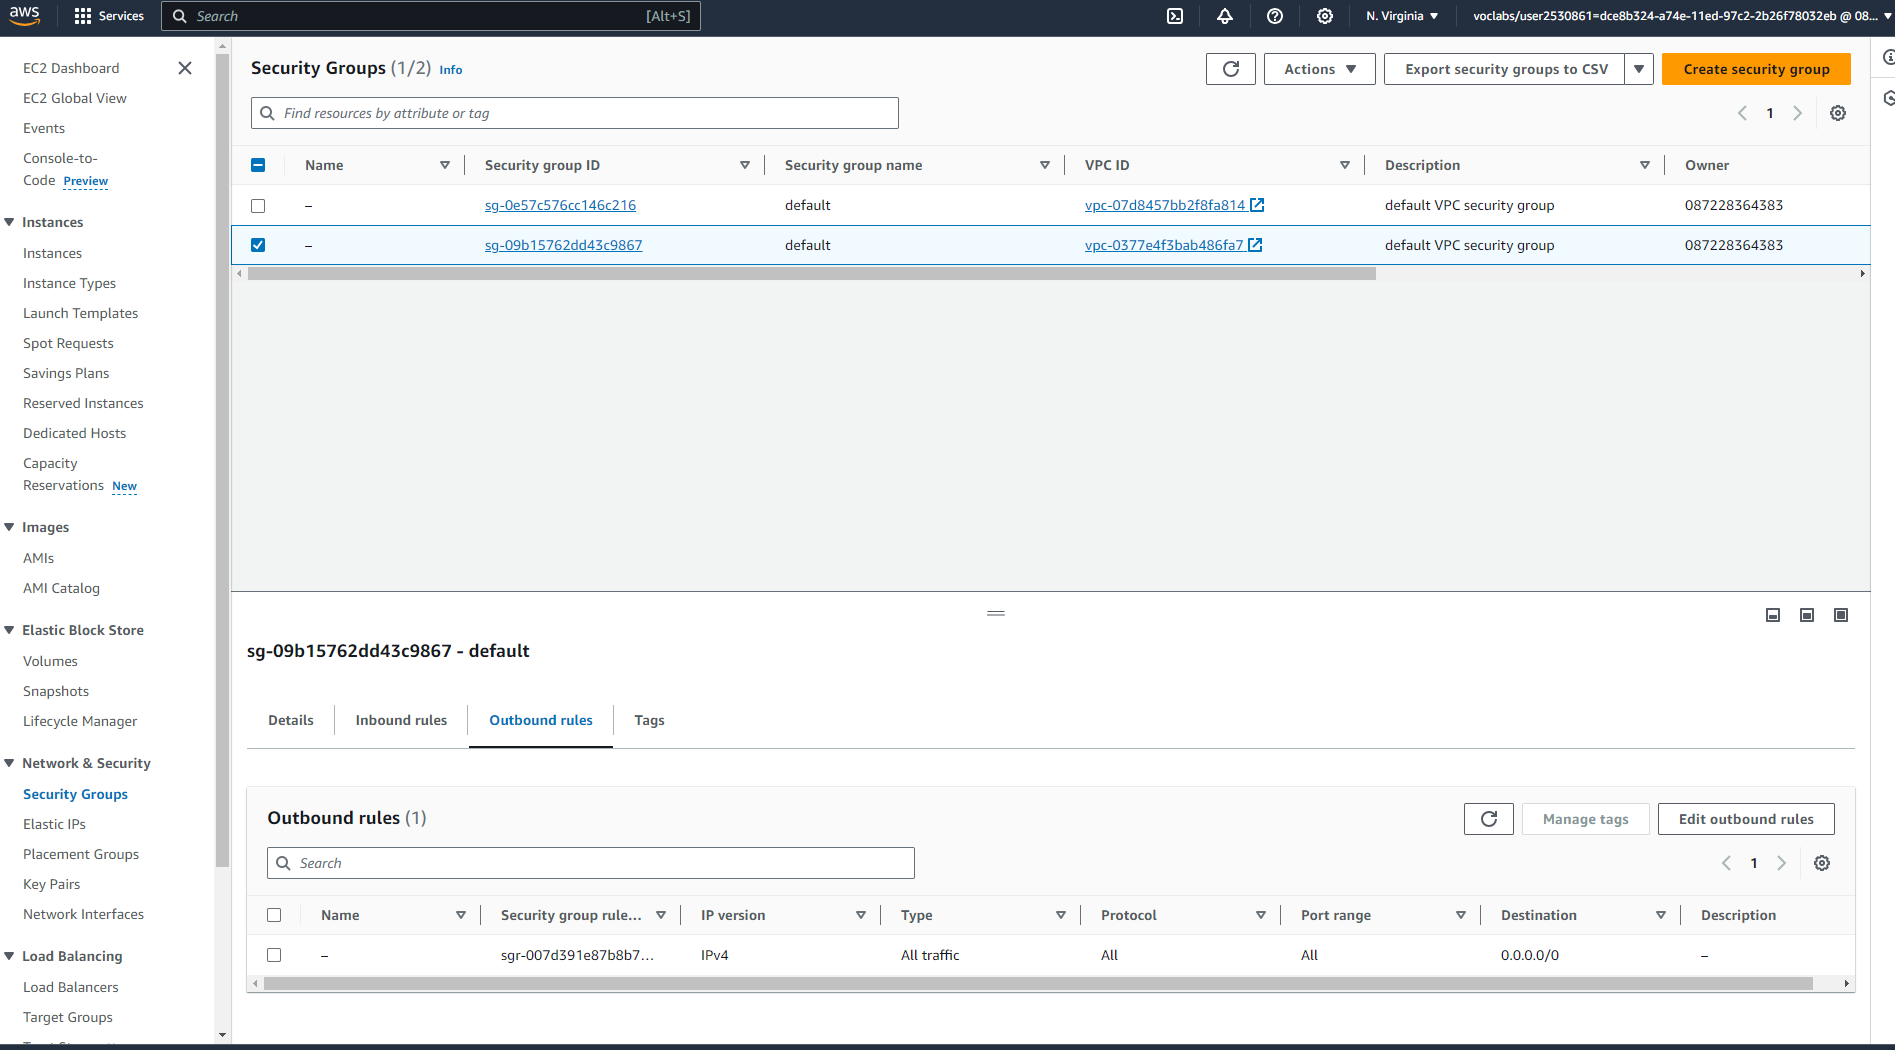 aws
Services
Search
[Alt+S]
N. Virginia
voclabs/user2530861=dce8b324-a74e-11ed-97c2-2b26f78032eb @ 08...
EC2 Dashboard
EC2 Global View
Events
Console-to-
Code Preview
Instances
Instances
Instance Types
Launch Templates
Spot Requests
Savings Plans
Reserved Instances
Dedicated Hosts
Capacity
Reservations New
Images
AMIs
AMI Catalog
Elastic Block Store
Volumes
Snapshots
Lifecycle Manager
Network & Security
Security Groups
Elastic IPs
Placement Groups
Key Pairs
Network Interfaces
Load Balancing
Load Balancers
Target Groups
Security Groups (1/2) Info
Actions
Export security groups to CSV
Create security group
Find resources by attribute or tag
1
Name Security group ID Security group name VPC ID Description Owner
– sg-0e57c576cc146c216 default vpc-07d8457bb2f8fa814 default VPC security group 087228364383
– sg-09b15762dd43c9867 default vpc-0377e4f3bab486fa7 default VPC security group 087228364383
sg-09b15762dd43c9867 - default
Details Inbound rules Outbound rules Tags
Outbound rules (1)
Manage tags
Edit outbound rules
Search
1
Name Security group rule... IP version Type Protocol Port range Destination Description
– sgr-007d391e87b8b7... IPv4 All traffic All All 0.0.0.0/0 –